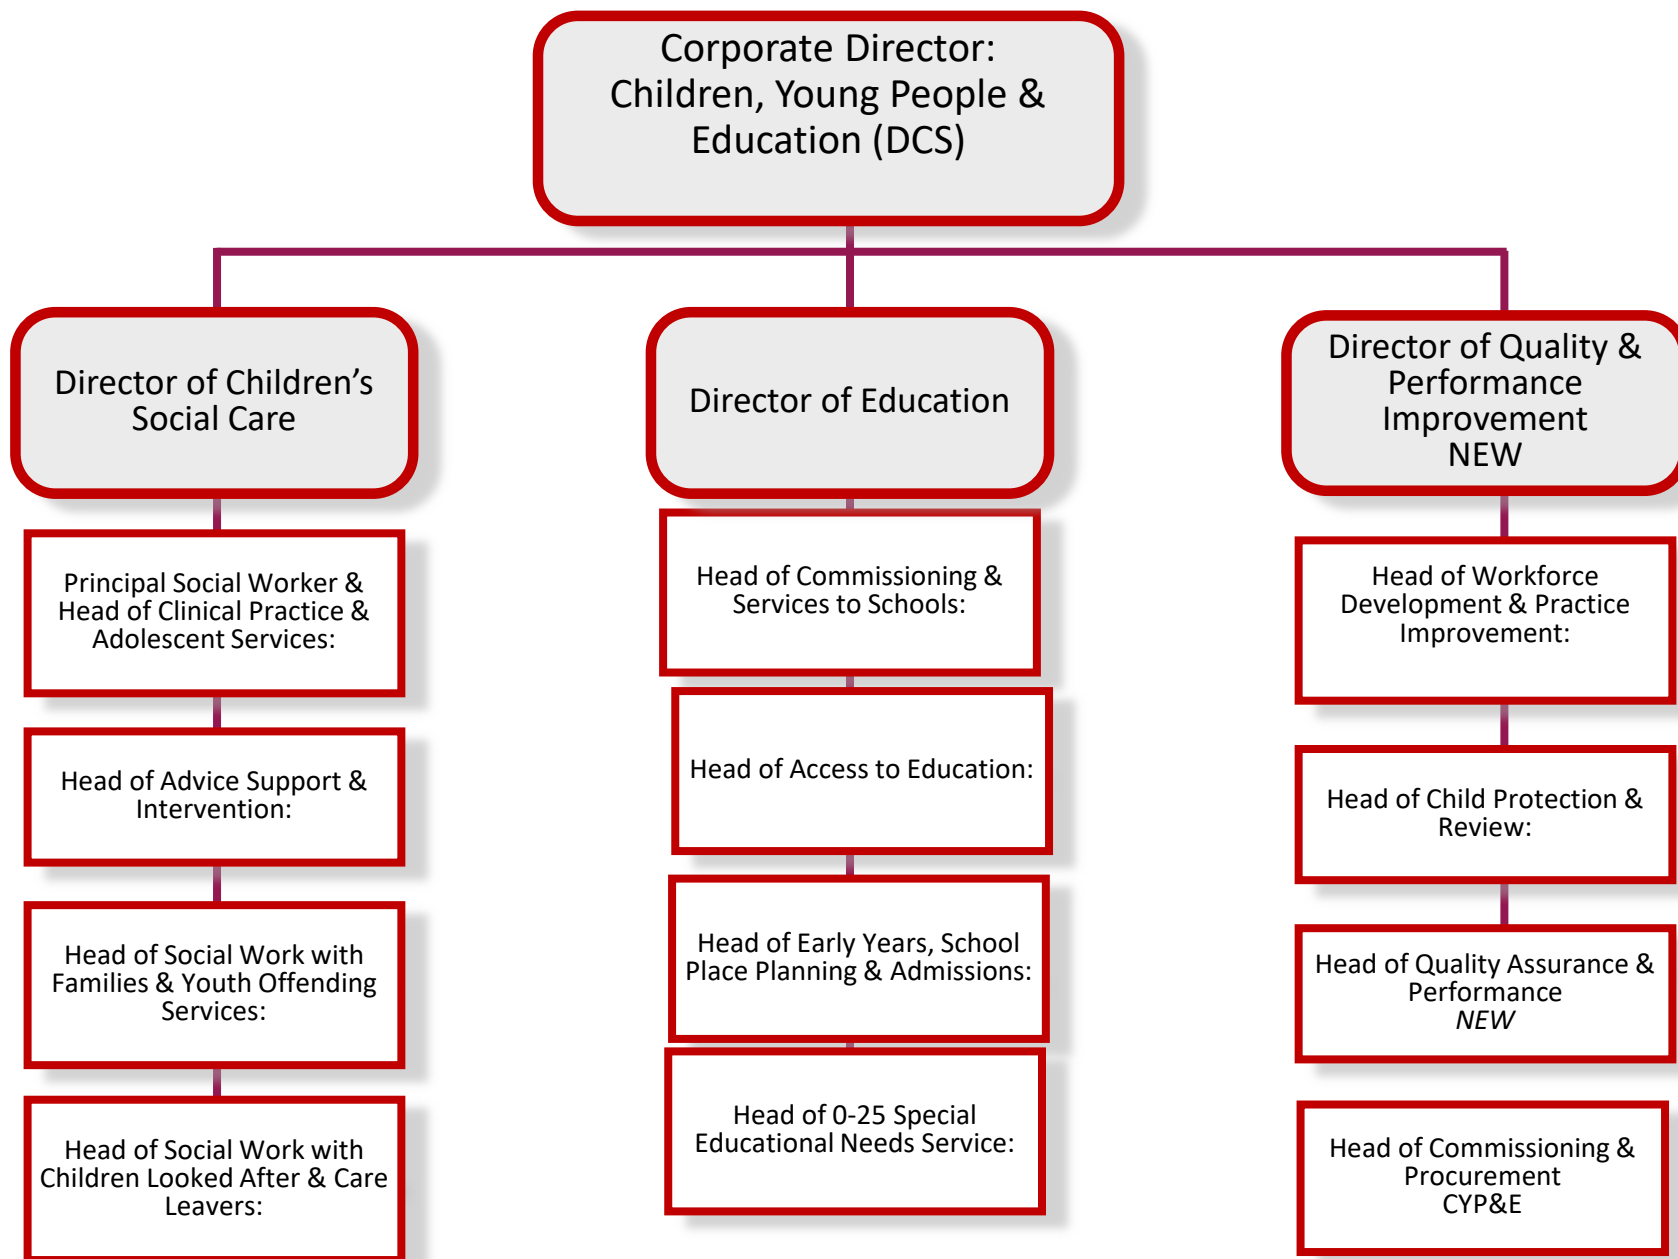 Corporate Director:
Children, Young People &
Education (DCS)
Director of Children’s
Social Care
Principal Social Worker &
Head of Clinical Practice &
Adolescent Services:
Head of Advice Support &
Intervention:
Head of Social Work with
Families & Youth Offending
Services:
Head of Social Work with
Children Looked After & Care
Leavers:
Director of Education
Head of Commissioning &
Services to Schools:
Head of Access to Education:
Head of Early Years, School
Place Planning & Admissions:
Head of 0-25 Special
Educational Needs Service:
Director of Quality &
Performance
Improvement
NEW
Head of Workforce
Development & Practice
Improvement:
Head of Child Protection &
Review:
Head of Quality Assurance &
Performance
NEW
Head of Commissioning &
Procurement
CYP&E